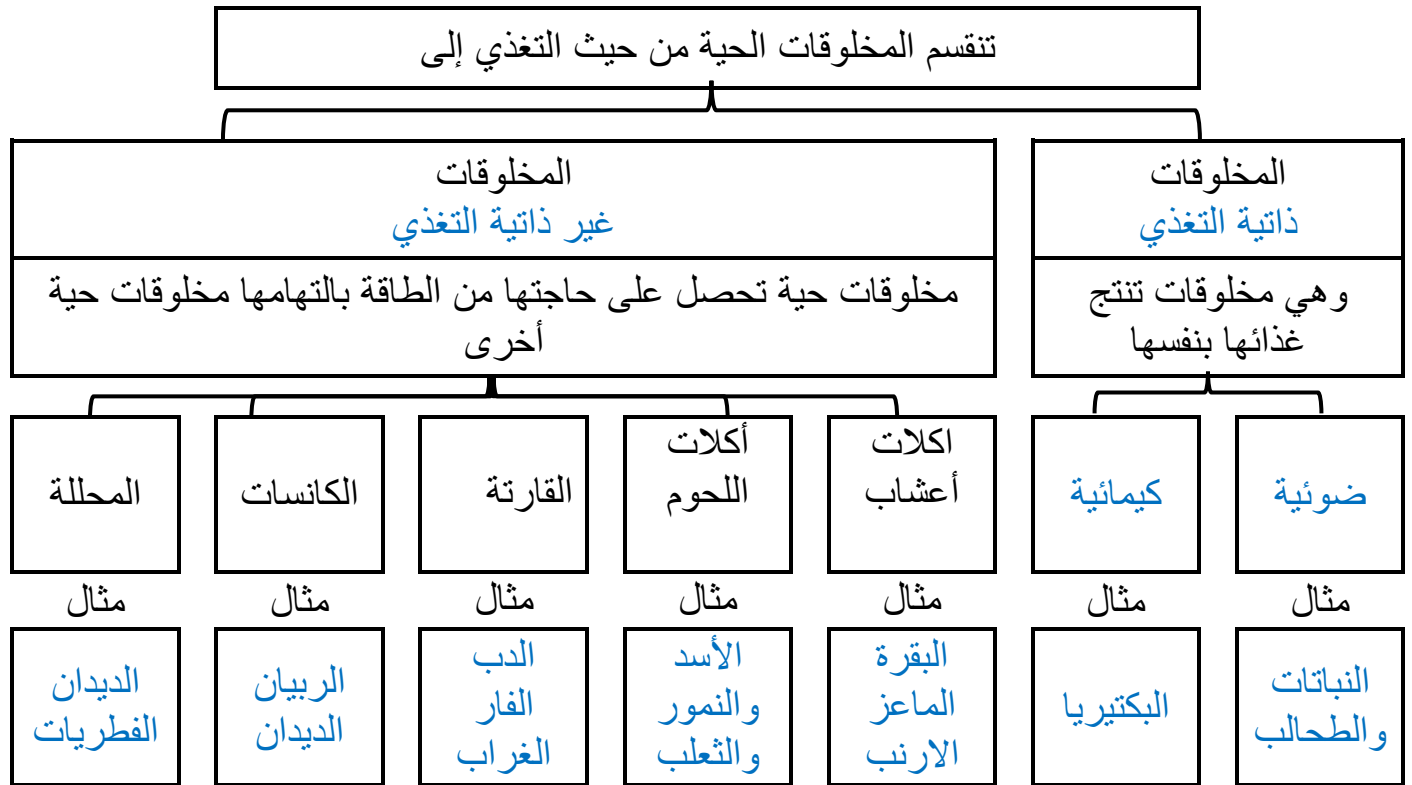 تنقسم المخلوقات الحية من حيث التغذي إلى
المخلوقات
ذاتية التغذي
المخلوقات
غير ذاتية التغذي
وهي مخلوقات تنتج
غذائها بنفسها
مخلوقات حية تحصل على حاجتها من الطاقة بالتهامها مخلوقات حية
أخرى
ضوئية
كيمائية
اكلات
أعشاب
أكلات
اللحوم
القارتة
الكانسات
المحللة
مثال
مثال
مثال
مثال
مثال
مثال
مثال
النباتات
والطحالب
البكتيريا
البقرة
الماعز
الارنب
الأسد
والنمور
والثعلب
الدب
الفار
الغراب
الربيان
الديدان
الديدان
الفطريات